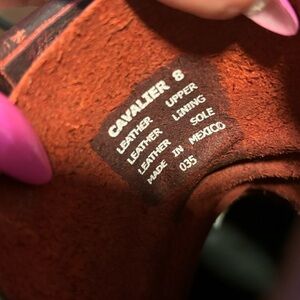 CAVALIER 8
LEATHER UPPER
LEATHER LINING
LEATHER SOLE
MADE IN MEXICO
035